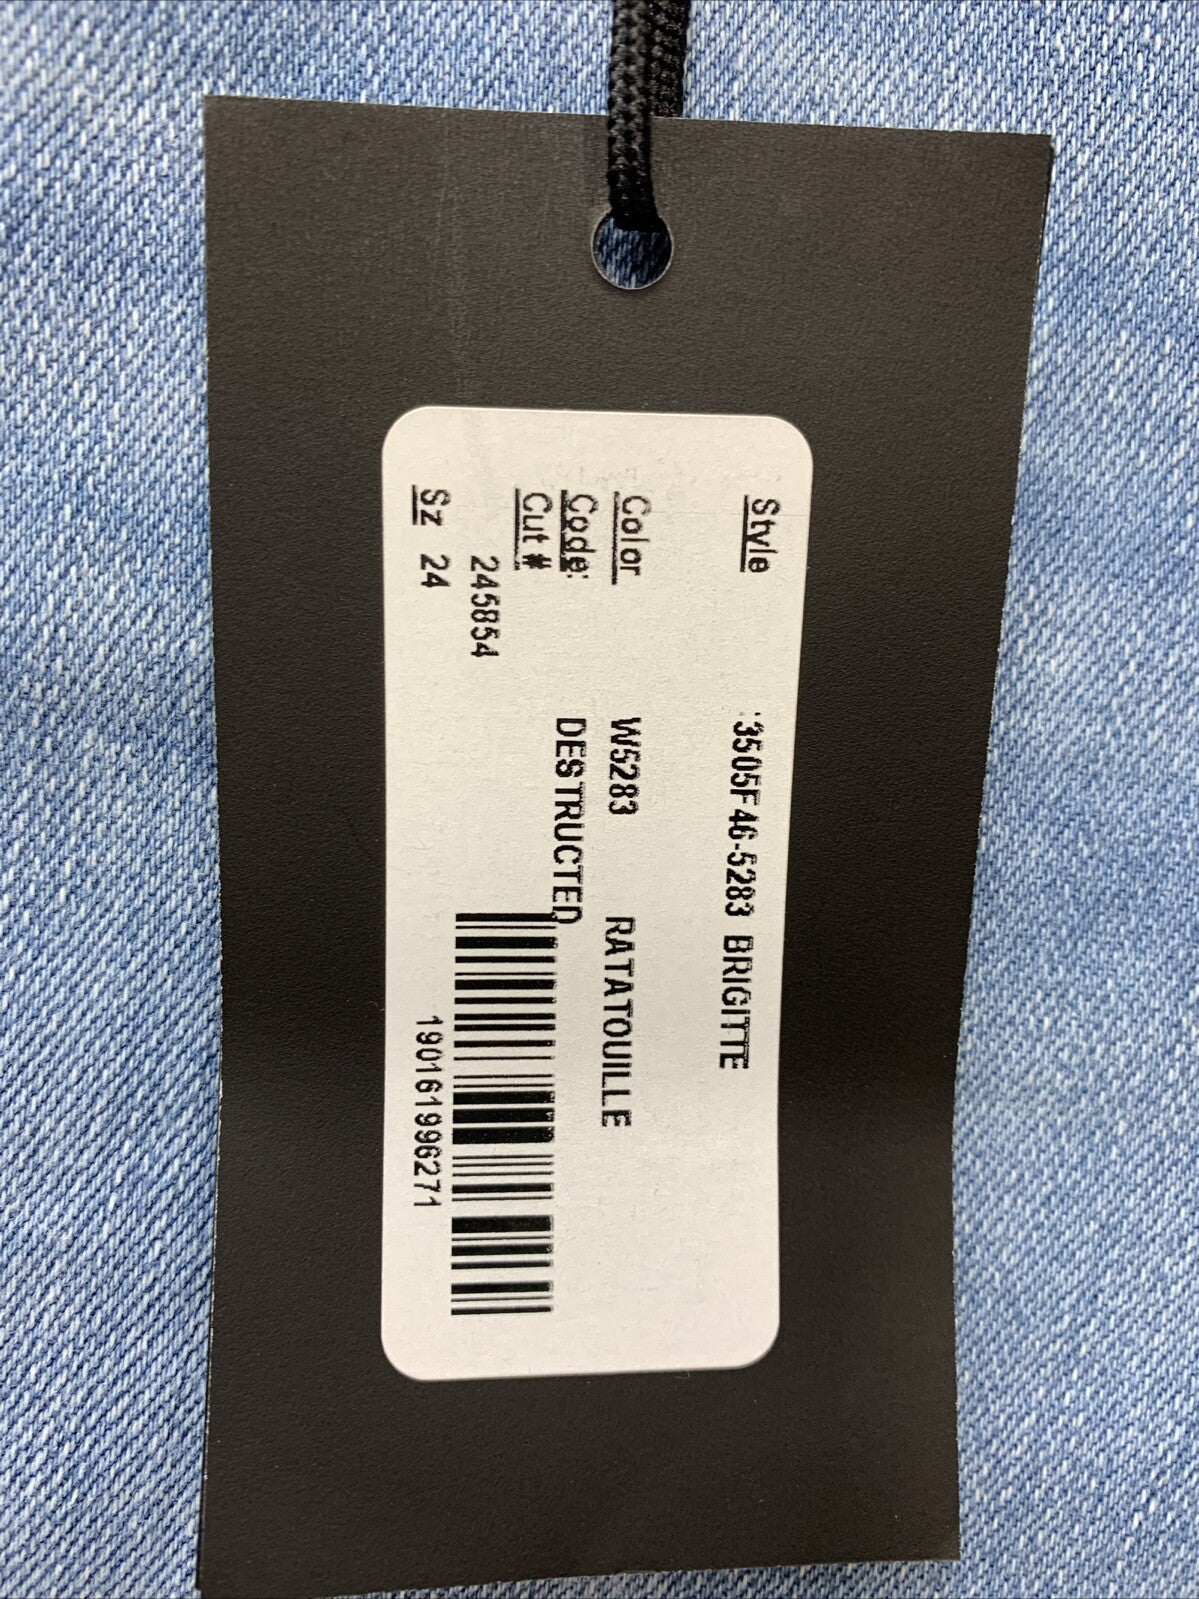 Style 3505F46-5283 BRIGITTE
Color W5283 RATATOUILLE
Code: DESTRUCTED
Cut #
245854
Sz 24
190161996271